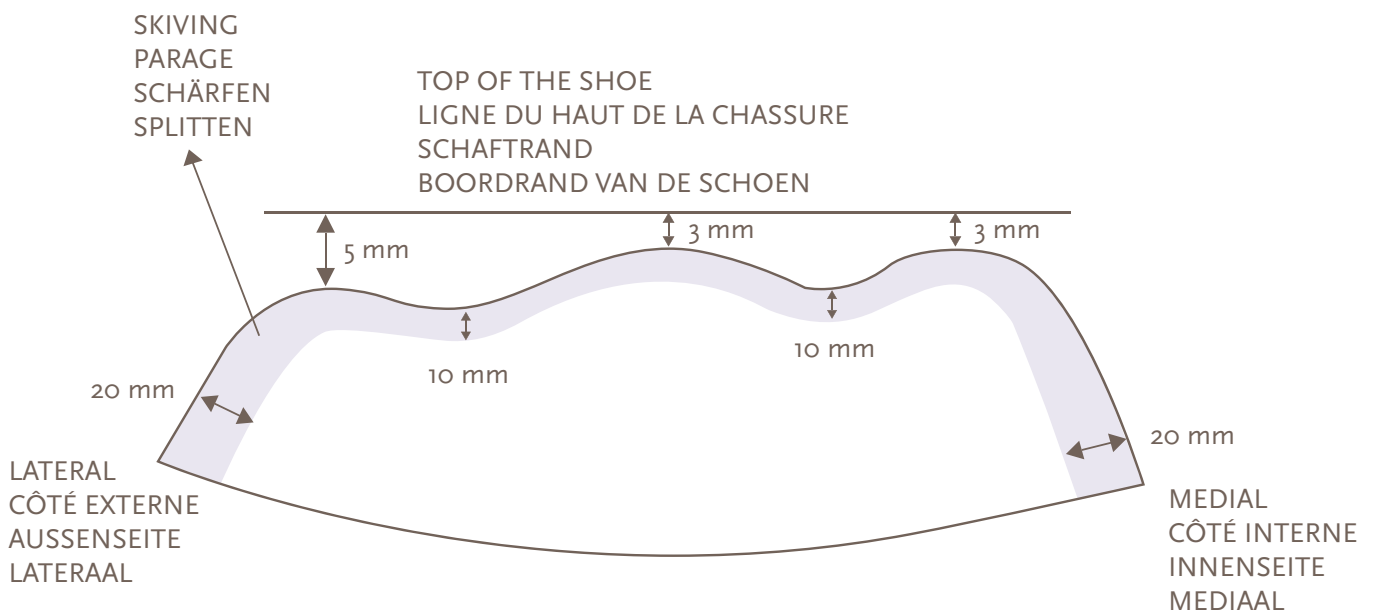 SKIVING
PARAGE
SCHÄRFEN
SPLITTEN
TOP OF THE SHOE
LIGNE DU HAUT DE LA CHASSURE
SCHAFTRAND
BOORDRAND VAN DE SCHOEN
5 mm
3 mm
3 mm
10 mm
10 mm
20 mm
20 mm
LATERAL
CÔTÉ EXTERNE
AUSSENSEITE
LATERAAL
MEDIAL
CÔTÉ INTERNE
INNENSEITE
MEDIAAL